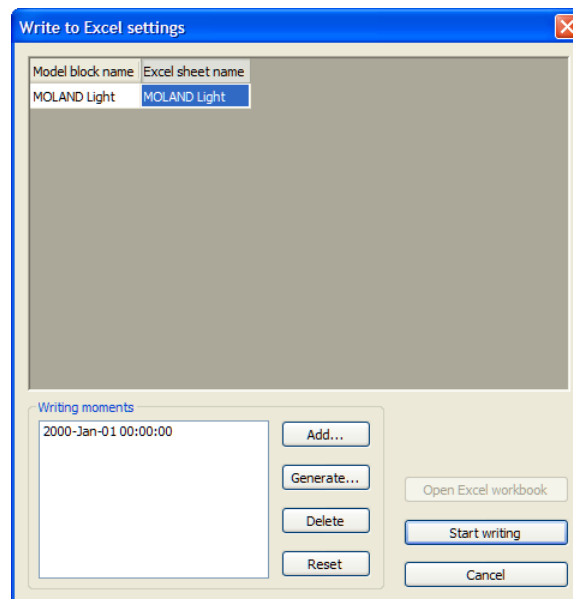 Write to Excel settings
Model block name Excel sheet name
MOLAND Light MOLAND Light
Writing moments
2000-Jan-01 00:00:00
Add...
Generate...
Delete
Reset
Open Excel workbook
Start writing
Cancel